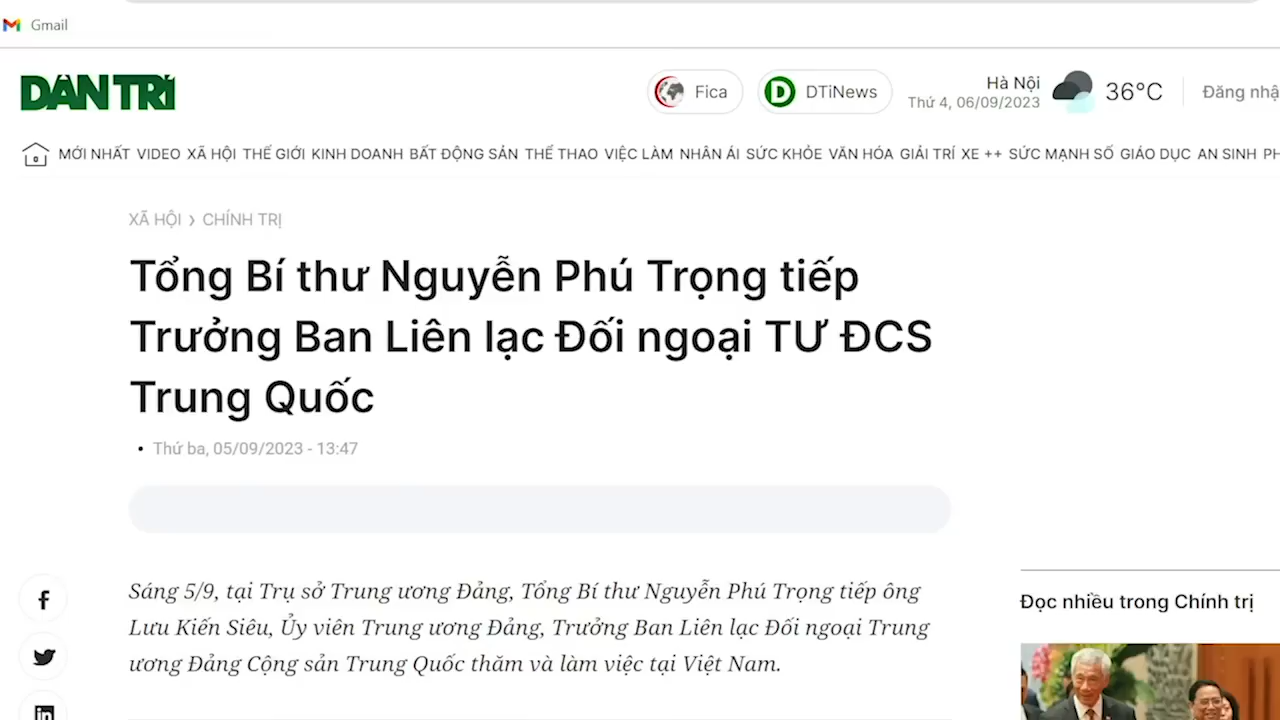 Gmail
DÂN TRÍ
Fica
DTiNews
Hà Nội
Thứ 4, 06/09/2023
36°C
Đăng nhậ
MỚI NHẤT VIDEO XÃ HỘI THẾ GIỚI KINH DOANH BẤT ĐỘNG SẢN THỂ THAO VIỆC LÀM NHÂN ÁI SỨC KHỎE VĂN HÓA GIẢI TRÍ XE ++ SỨC MẠNH SỐ GIÁO DỤC AN SINH PH
XÃ HỘI › CHÍNH TRỊ
Tổng Bí thư Nguyễn Phú Trọng tiếp
Trưởng Ban Liên lạc Đối ngoại TƯ ĐCS
Trung Quốc
• Thứ ba, 05/09/2023 - 13:47
Sáng 5/9, tại Trụ sở Trung ương Đảng, Tổng Bí thư Nguyễn Phú Trọng tiếp ông
Lưu Kiến Siêu, Ủy viên Trung ương Đảng, Trưởng Ban Liên lạc Đối ngoại Trung
ương Đảng Cộng sản Trung Quốc thăm và làm việc tại Việt Nam.
Đọc nhiều trong Chính trị